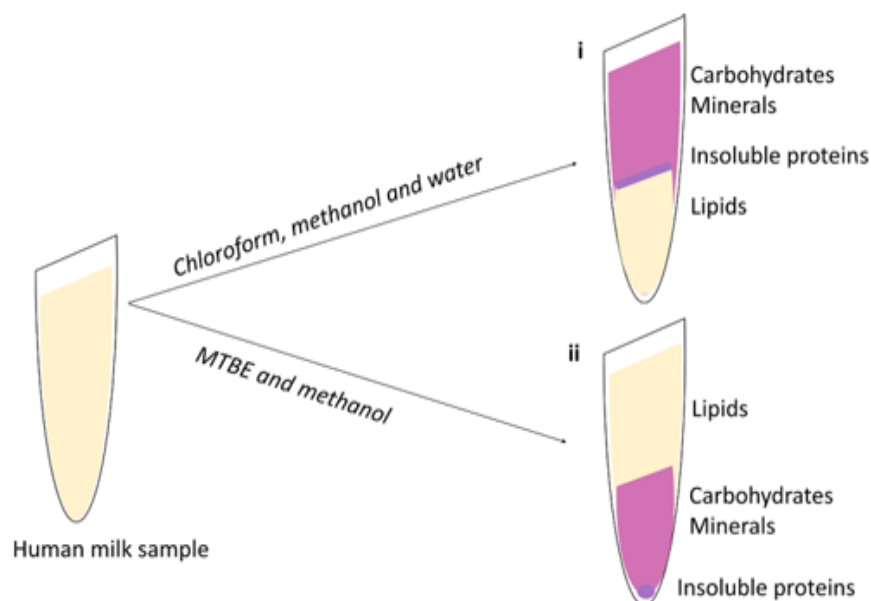 i
Carbohydrates
Minerals
Insoluble proteins
Lipids
Chloroform, methanol and water
Human milk sample
MTBE and methanol
ii
Lipids
Carbohydrates
Minerals
Insoluble proteins